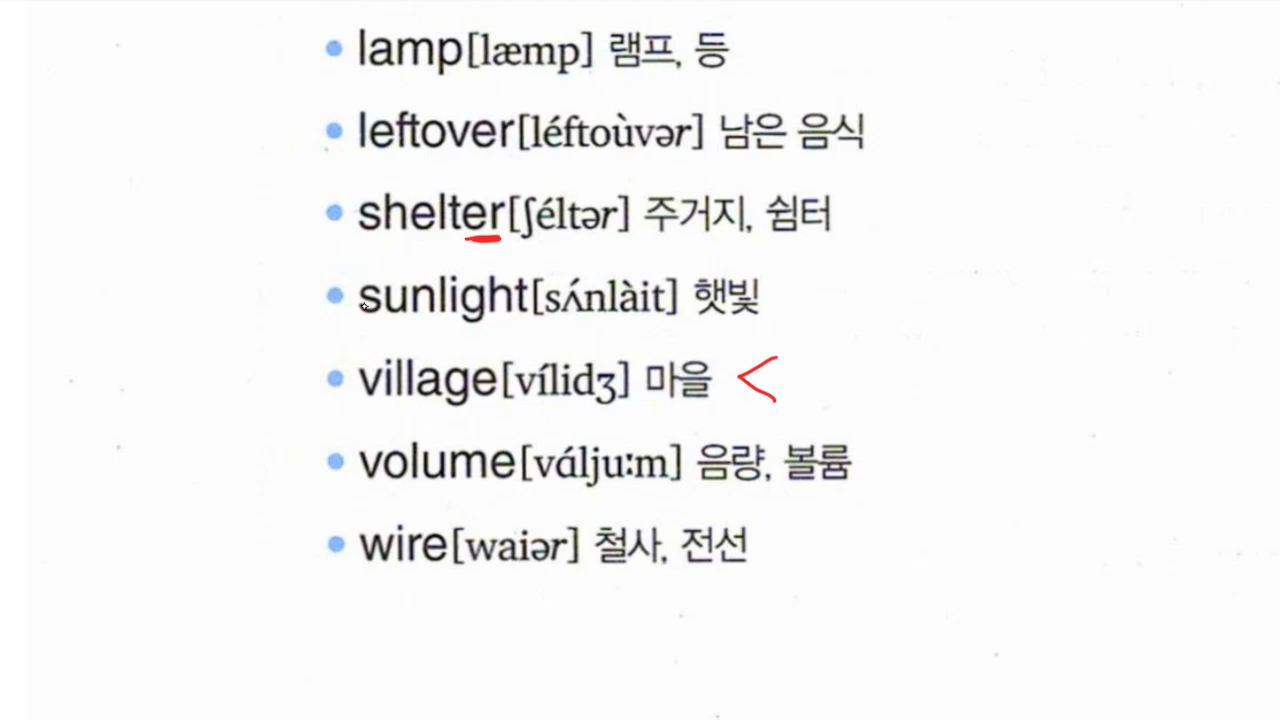 lamp[læmp] 램프, 등
leftover[léftoùvər] 남은 음식
shelter[ʃéltər] 주거지, 쉼터
sunlight[sʌ́nlàit] 햇빛
village[vílidʒ] 마을 <
volume[válju:m] 음량, 볼륨
wire[waiər] 철사, 전선